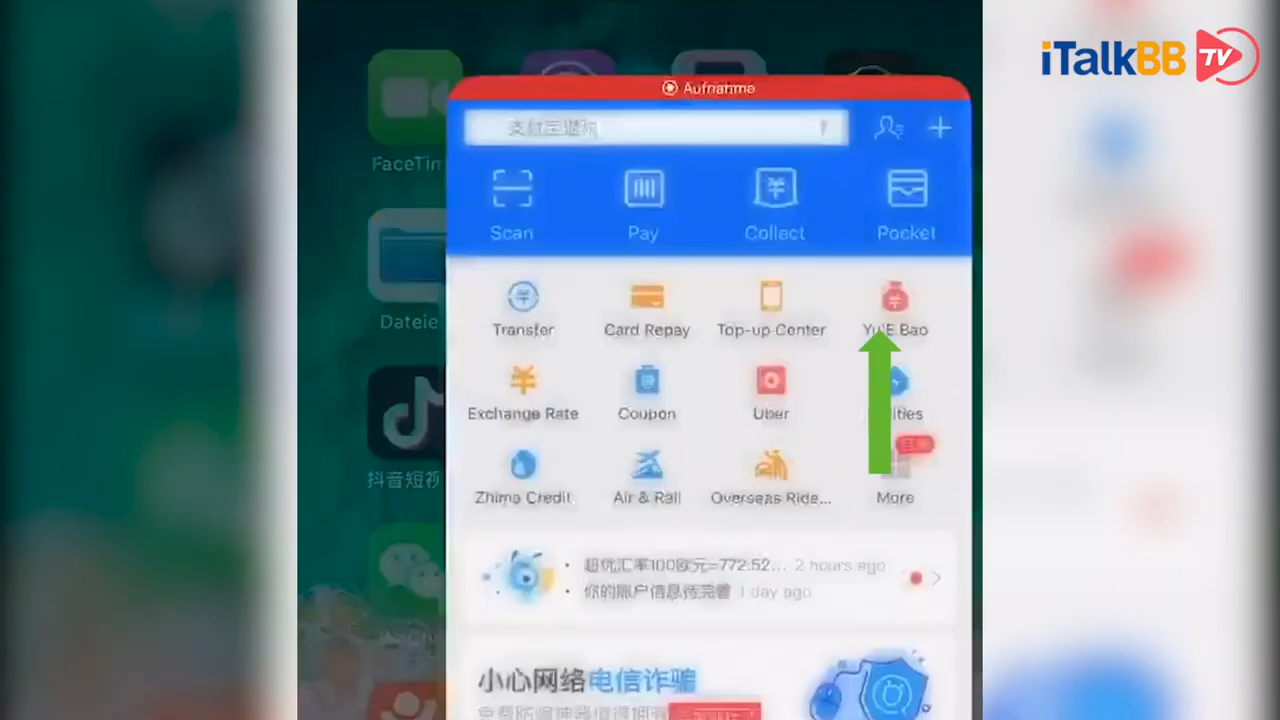 iTalkBB TV
Aufnahme
Scan
Pay
Collect
Pocket
FaceTim
Transfer
Card Repay
Top-up Center
Yu'E Bao
Dateie
Exchange Rate
Coupon
Uber
Zhima Credit
Air & Rail
Overseas Ride...
More
抖音短视
超优汇率100欧元=772.52... 2 hours ago
你的账户信息待完善 1 day ago
小心网络电信诈骗